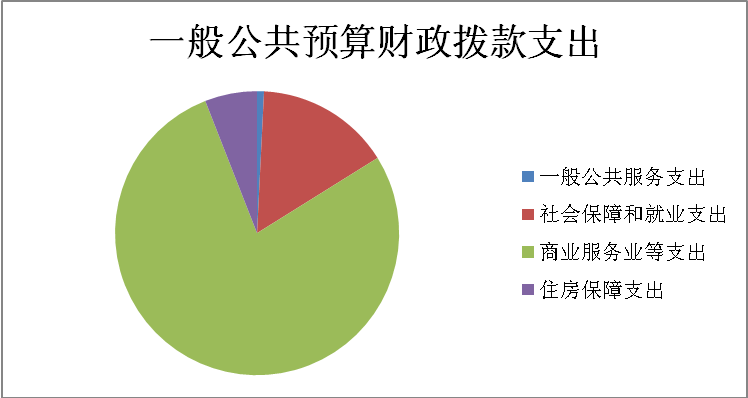 一般公共预算财政拨款支出
一般公共服务支出
社会保障和就业支出
商业服务业等支出
住房保障支出